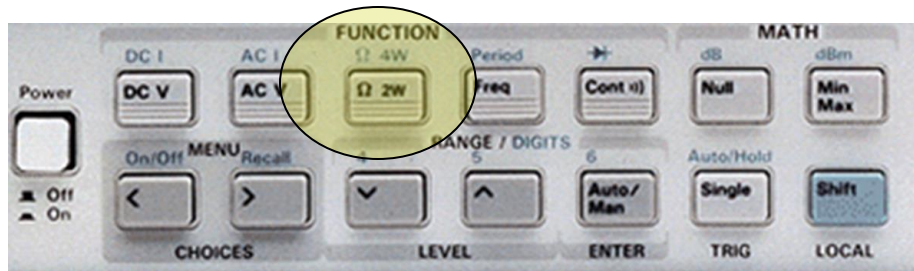 FUNCTION MATH
DC I AC I Ω 4W Period dB dBm
Power DC V AC V Ω 2W Freq Cont Null Min Max
MENU RANGE / DIGITS
On/Off Recall 4 5 6 Auto/Hold
Off < > Auto/ Man Single Shift
On
CHOICES LEVEL ENTER TRIG LOCAL